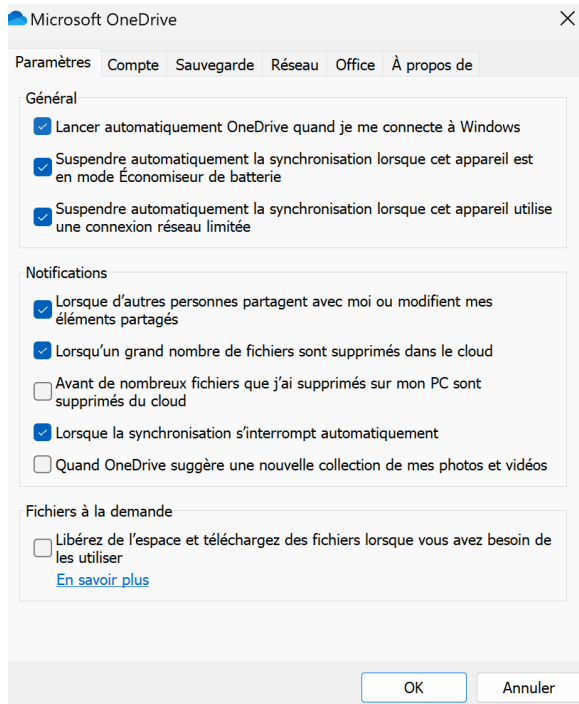 Microsoft OneDrive
Paramètres Compte Sauvegarde Réseau Office À propos de
Général
Lancer automatiquement OneDrive quand je me connecte à Windows
Suspendre automatiquement la synchronisation lorsque cet appareil est
en mode Économiseur de batterie
Suspendre automatiquement la synchronisation lorsque cet appareil utilise
une connexion réseau limitée
Notifications
Lorsque d'autres personnes partagent avec moi ou modifient mes
éléments partagés
Lorsqu'un grand nombre de fichiers sont supprimés dans le cloud
Avant de nombreux fichiers que j'ai supprimés sur mon PC sont
supprimés du cloud
Lorsque la synchronisation s'interrompt automatiquement
Quand OneDrive suggère une nouvelle collection de mes photos et vidéos
Fichiers à la demande
Libérez de l'espace et téléchargez des fichiers lorsque vous avez besoin de
les utiliser
En savoir plus
OK Annuler